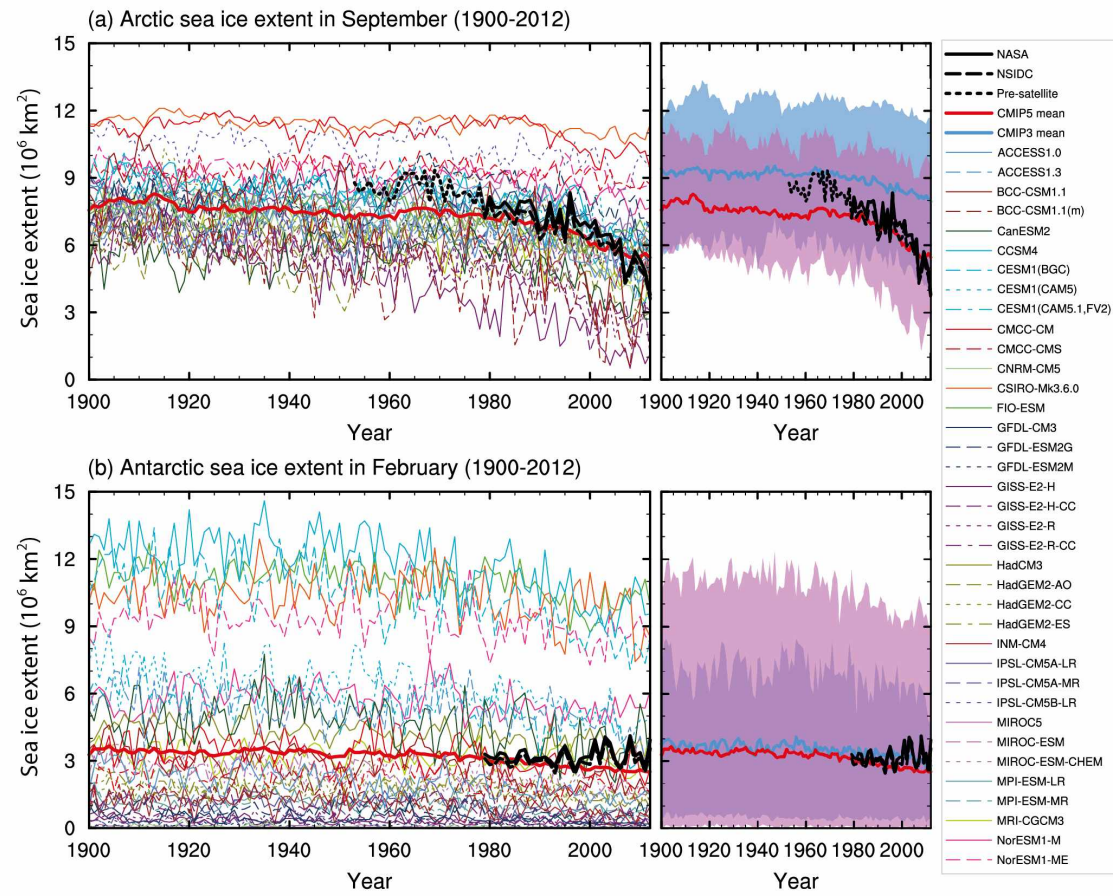 (a) Arctic sea ice extent in September (1900-2012)
Sea ice extent (10⁶ km²)
15
12
9
6
3
0
1900 1920 1940 1960 1980 2000
Year
1900 1920 1940 1960 1980 2000
Year
(b) Antarctic sea ice extent in February (1900-2012)
Sea ice extent (10⁶ km²)
15
12
9
6
3
0
1900 1920 1940 1960 1980 2000
Year
1900 1920 1940 1960 1980 2000
Year
NASA
NSIDC
Pre-satellite
CMIP5 mean
CMIP3 mean
ACCESS1.0
ACCESS1.3
BCC-CSM1.1
BCC-CSM1.1(m)
CanESM2
CCSM4
CESM1(BGC)
CESM1(CAM5)
CESM1(CAM5.1,FV2)
CMCC-CM
CMCC-CMS
CNRM-CM5
CSIRO-Mk3.6.0
FIO-ESM
GFDL-CM3
GFDL-ESM2G
GFDL-ESM2M
GISS-E2-H
GISS-E2-H-CC
GISS-E2-R
GISS-E2-R-CC
HadCM3
HadGEM2-AO
HadGEM2-CC
HadGEM2-ES
INM-CM4
IPSL-CM5A-LR
IPSL-CM5A-MR
IPSL-CM5B-LR
MIROC5
MIROC-ESM
MIROC-ESM-CHEM
MPI-ESM-LR
MPI-ESM-MR
MRI-CGCM3
NorESM1-M
NorESM1-ME